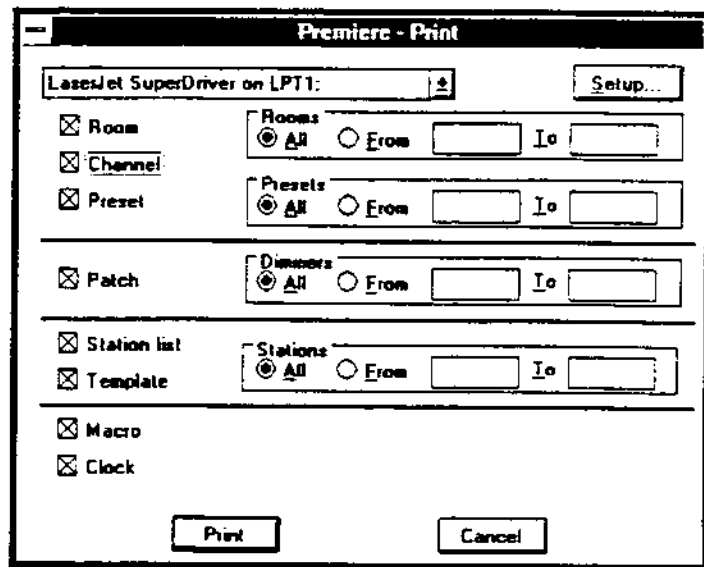 Premiere - Print
LaserJet SuperDriver on LPT1:
Setup...
Rooms
Room
All From To
Channel
Presets
Preset
All From To
Dimmers
Patch
All From To
Station list
Stations
All From To
Template
Macro
Clock
Print Cancel